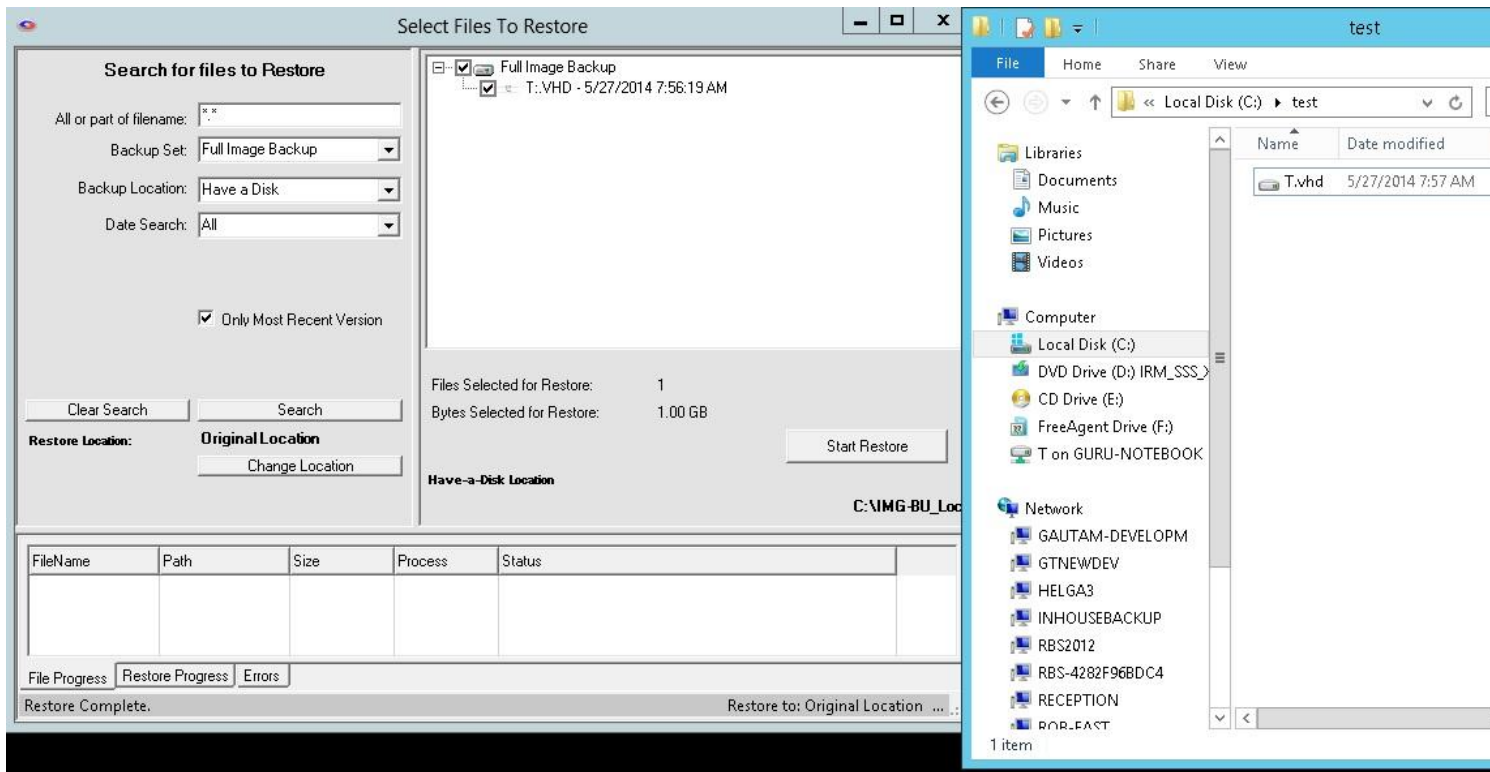 Select Files To Restore
Search for files to Restore
All or part of filename: *.*
Backup Set: Full Image Backup
Backup Location: Have a Disk
Date Search: All
Only Most Recent Version
Clear Search Search
Restore Location: Original Location
Change Location
Full Image Backup
T:.VHD - 5/27/2014 7:56:19 AM
Files Selected for Restore: 1
Bytes Selected for Restore: 1.00 GB
Start Restore
Have-a-Disk Location
C:\IMG-BU_Loc
FileName Path Size Process Status
File Progress Restore Progress Errors
Restore Complete. Restore to: Original Location ...
test
File Home Share View
« Local Disk (C:) test
Name Date modified
T.vhd 5/27/2014 7:57 AM
Libraries
Documents
Music
Pictures
Videos
Computer
Local Disk (C:)
DVD Drive (D:) IRM_SSS_X
CD Drive (E:)
FreeAgent Drive (F:)
T on GURU-NOTEBOOK
Network
GAUTAM-DEVELOPM
GTNEWDEV
HELGA3
INHOUSEBACKUP
RBS2012
RBS-4282F96BDC4
RECEPTION
ROB-EAST
1 item